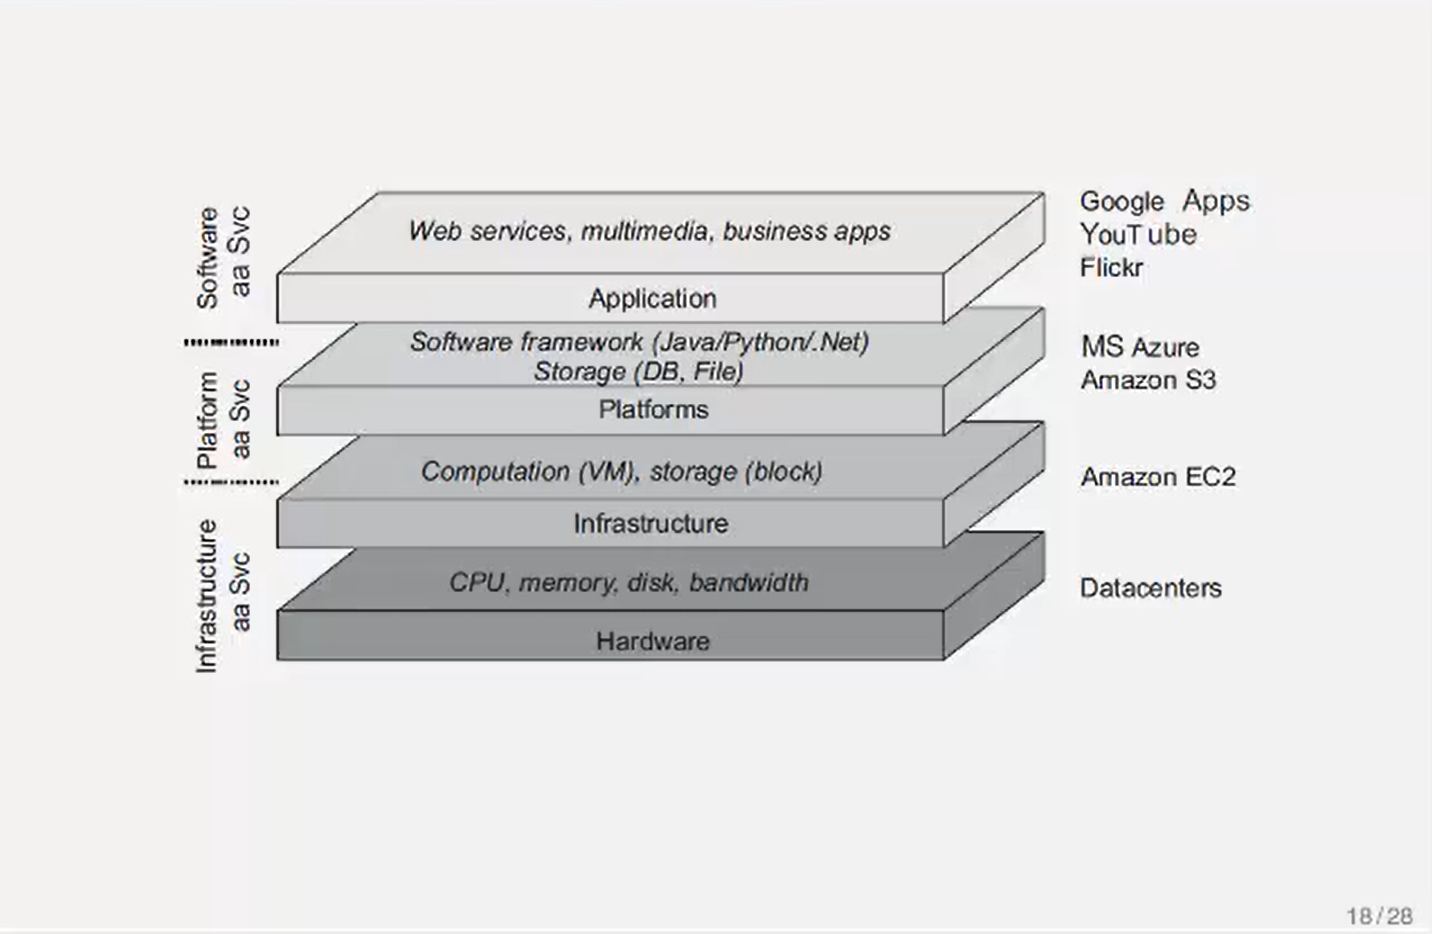 Software
aa Svc
Web services, multimedia, business apps
Application
Google Apps
YouTube
Flickr
Platform
aa Svc
Software framework (Java/Python/.Net)
Storage (DB, File)
Platforms
MS Azure
Amazon S3
Infrastructure
aa Svc
Computation (VM), storage (block)
Infrastructure
Amazon EC2
CPU, memory, disk, bandwidth
Hardware
Datacenters
18/28